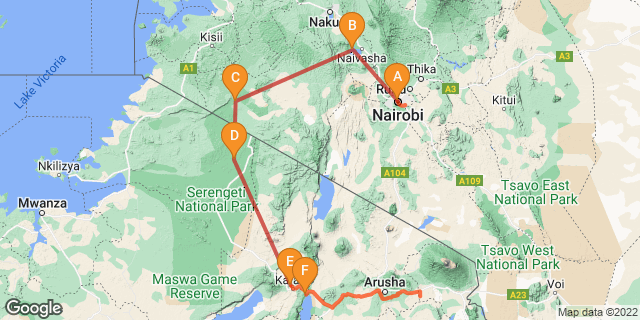 Nakuru
B
Kisii
Naivasha
A1
Lake Victoria
Thika
C
A
A3
A3
Kitui
Nairobi
D
Nkilizya
A104
A109
Serengeti
National Park
Tsavo East
National Park
Mwanza
Tsavo West
National Park
Maswa Game
Reserve
E
F
Arusha
A23
Voi
Google
Map data ©2022